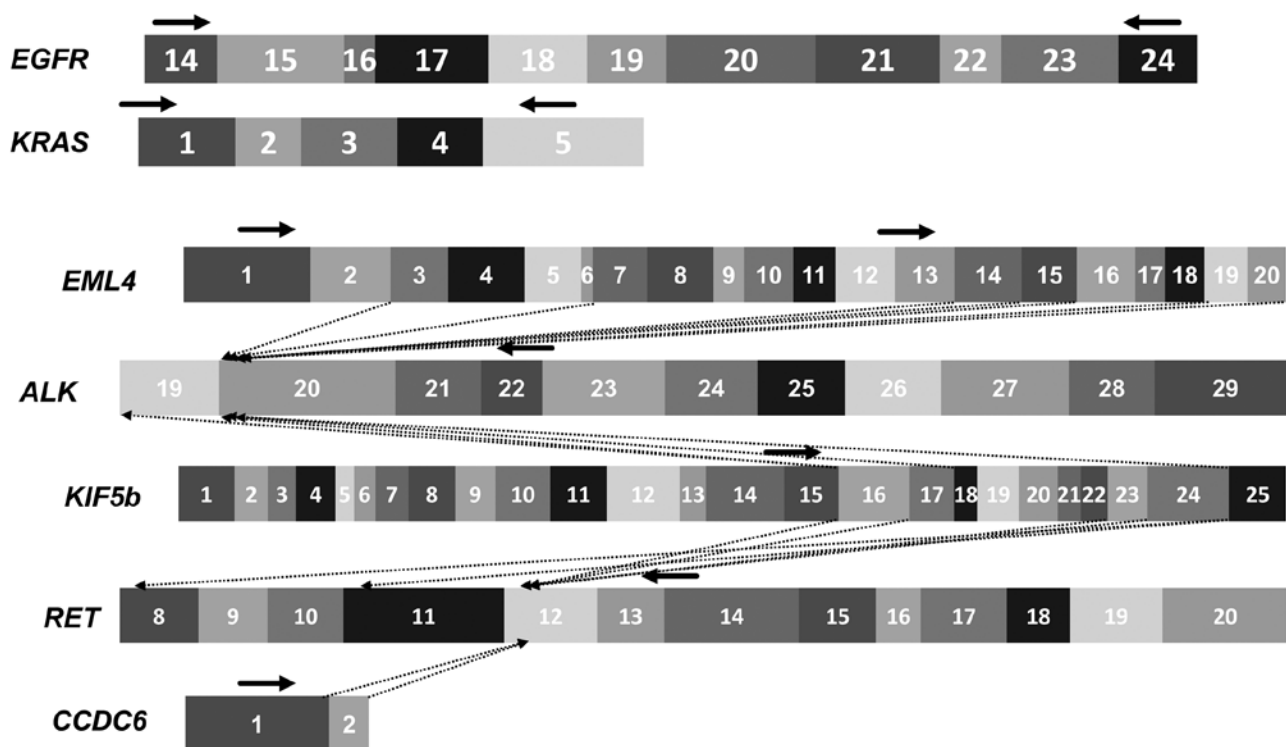 EGFR 14 15 16 17 18 19 20 21 22 23 24
KRAS 1 2 3 4 5
EML4 1 2 3 4 5 6 7 8 9 10 11 12 13 14 15 16 17 18 19 20
ALK 19 20 21 22 23 24 25 26 27 28 29
KIF5b 1 2 3 4 5 6 7 8 9 10 11 12 13 14 15 16 17 18 19 20 21 22 23 24 25
RET 8 9 10 11 12 13 14 15 16 17 18 19 20
CCDC6 1 2